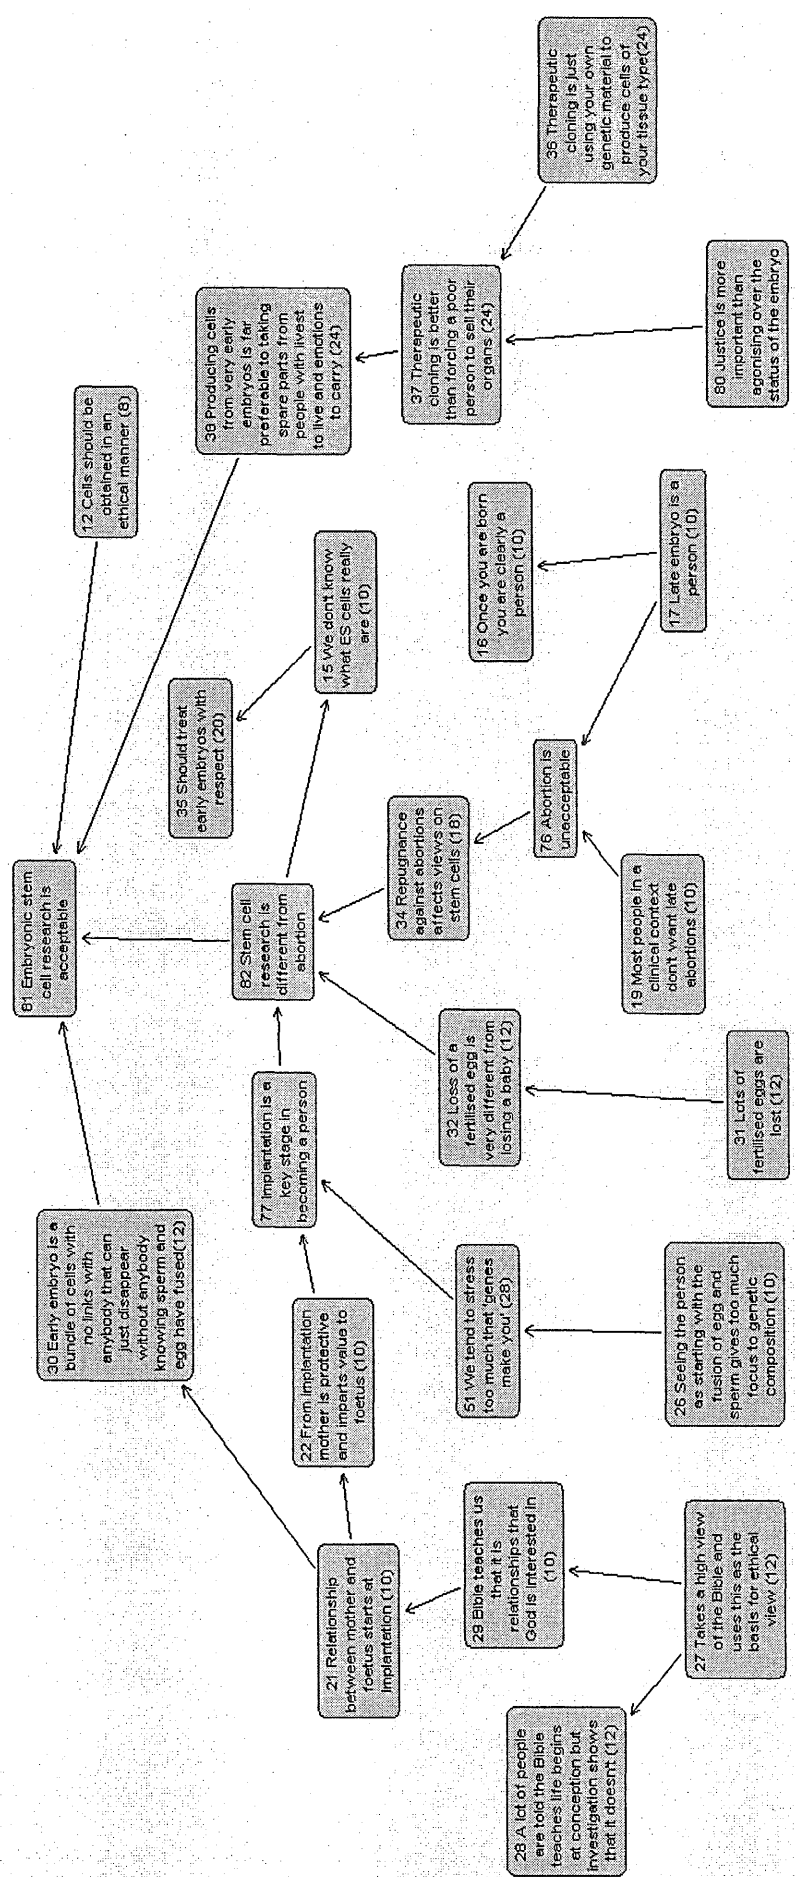 81 Embryonic stem
cell research is
acceptable
30 Early embryo is a
bundle of cells with
no links with
anybody that can
just disappear
without anybody
knowing sperm and
egg have fused(12)
12 Cells should be
obtained in an
ethical manner (8)
35 Should treat
early embryos with
respect (20)
38 Producing cells
from very early
embryos is far
preferable to taking
spare parts from
people with livest
to live and emotions
to carry (24)
77 Implantation is a
key stage in
becoming a person
82 Stem cell
research is
different from
abortion
15 We don't know
what ES cells really
are (10)
21 Relationship
between mother and
foetus starts at
Implantation (10)
22 From implantation
mother is protective
and imparts value to
foetus (10)
34 Repugnance
against abortions
affects views on
stem cells (18)
37 Therapeutic
cloning is better
than forcing a poor
person to sell their
organs (24)
29 Bible teaches us
that it is
relationships that
God is interested in
(10)
51 We tend to stress
too much that 'genes
make you' (28)
32 Loss of a
fertilised egg is
very different from
losing a baby (12)
16 Once you are born
you are clearly a
person (10)
28 A lot of people
are told the Bible
teaches life begins
at conception but
investigation shows
that it doesnt (12)
76 Abortion is
unacceptable
36 Therapeutic
cloning is just
using your own
genetic material to
produce cells of
your tissue type(24)
27 Takes a high view
of the Bible and
uses this as the
basis for ethical
view (12)
26 Seeing the person
as starting with the
fusion of egg and
sperm gives too much
focus to genetic
composition (10)
31 Lots of
fertilised eggs are
lost (12)
19 Most people in a
clinical context
don't want late
abortions (10)
17 Late embryo is a
person (10)
80 Justice is more
important than
agonising over the
status of the embryo